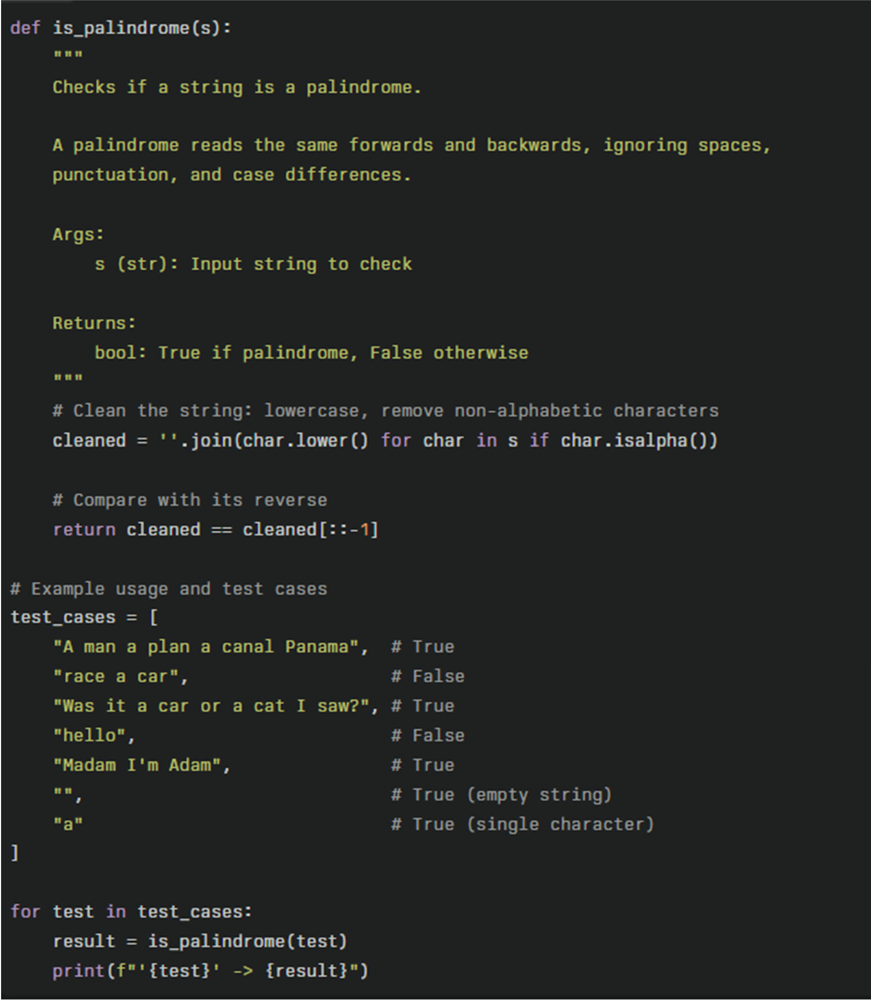 def is_palindrome(s):
    """
    Checks if a string is a palindrome.

    A palindrome reads the same forwards and backwards, ignoring spaces,
    punctuation, and case differences.

    Args:
        s (str): Input string to check

    Returns:
        bool: True if palindrome, False otherwise
    """
    # Clean the string: lowercase, remove non-alphabetic characters
    cleaned = ''.join(char.lower() for char in s if char.isalpha())

    # Compare with its reverse
    return cleaned == cleaned[::-1]

# Example usage and test cases
test_cases = [
    "A man a plan a canal Panama",  # True
    "race a car",                   # False
    "Was it a car or a cat I saw?", # True
    "hello",                        # False
    "Madam I'm Adam",               # True
    "",                             # True (empty string)
    "a"                             # True (single character)
]

for test in test_cases:
    result = is_palindrome(test)
    print(f"'{test}' -> {result}")